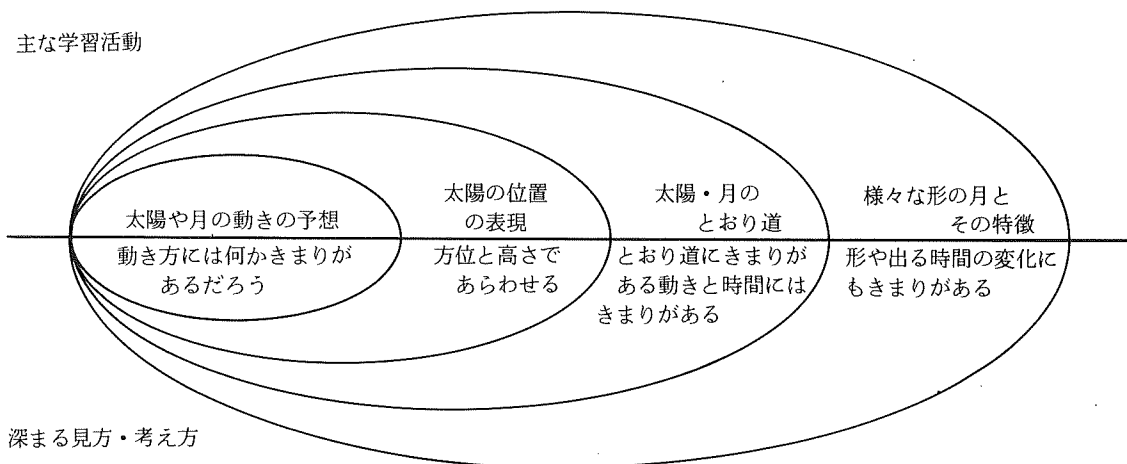 主な学習活動
太陽や月の動きの予想
太陽の位置
の表現
太陽・月の
とおり道
様々な形の月と
その特徴
動き方には何かきまりが
あるだろう
方位と高さで
あらわせる
とおり道にきまりが
ある動きと時間には
きまりがある
形や出る時間の変化に
もきまりがある
深まる見方・考え方